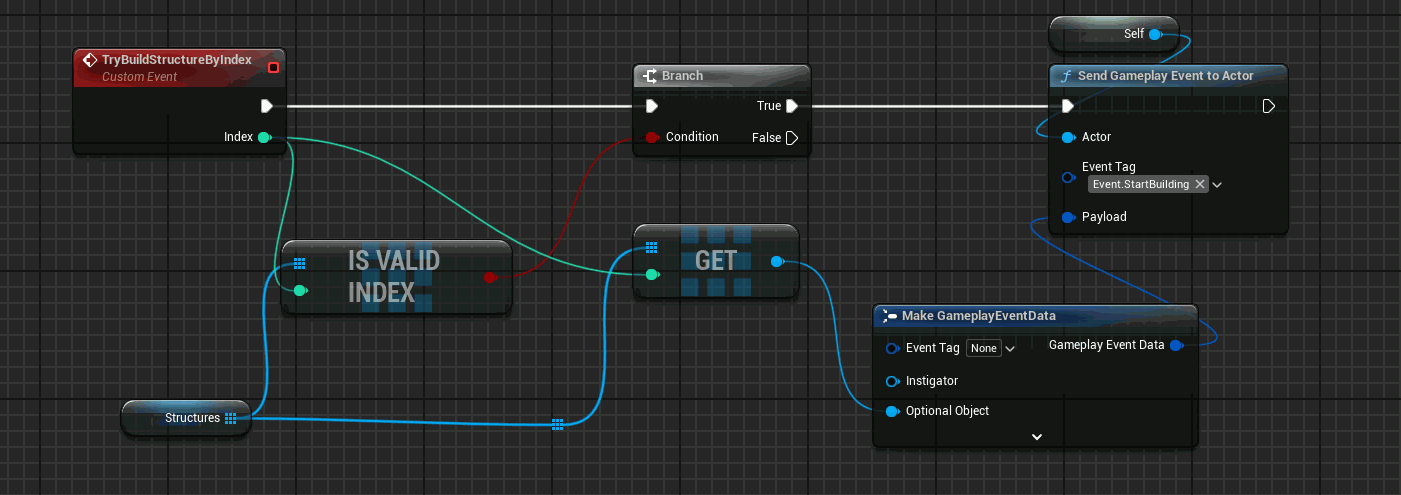 TryBuildStructureByIndex
Custom Event
Index
Branch
True
Condition
False
Self
Send Gameplay Event to Actor
Actor
Event Tag
Event.StartBuilding
Payload
IS VALID
INDEX
GET
Make GameplayEventData
Event Tag None
Gameplay Event Data
Instigator
Optional Object
Structures